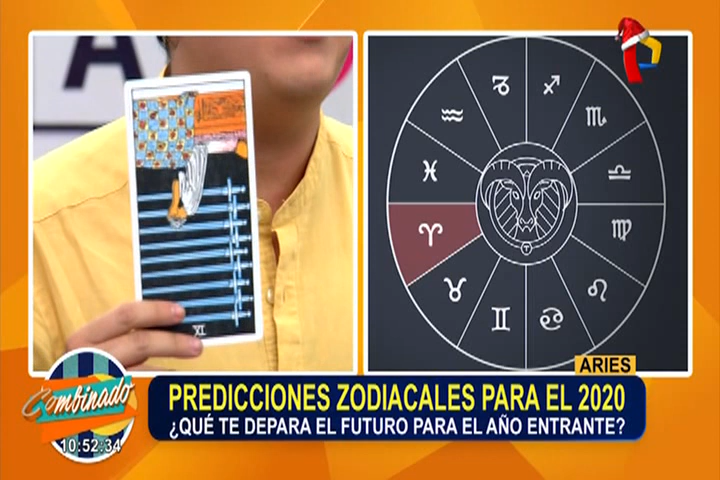 A
IX
ARIES
PREDICCIONES ZODIACALES PARA EL 2020
¿QUÉ TE DEPARA EL FUTURO PARA EL AÑO ENTRANTE?
Combinado
10:52:34